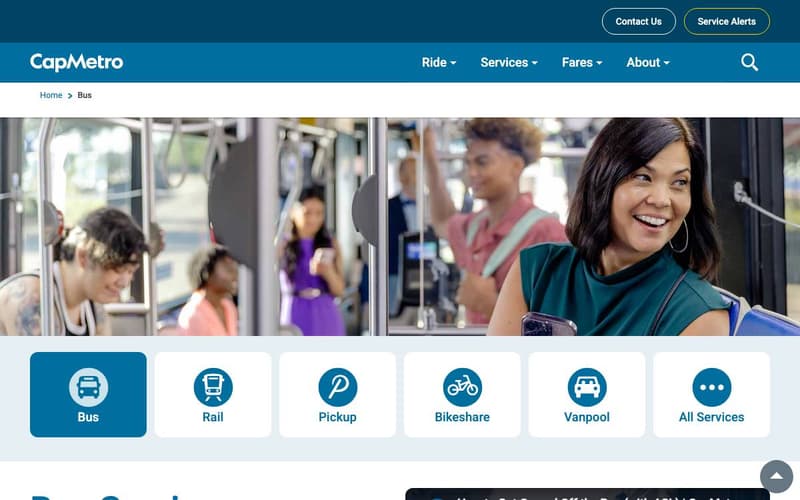 Contact Us
Service Alerts
CapMetro
Ride
Services
Fares
About
Home > Bus
Bus
Rail
Pickup
Bikeshare
Vanpool
All Services